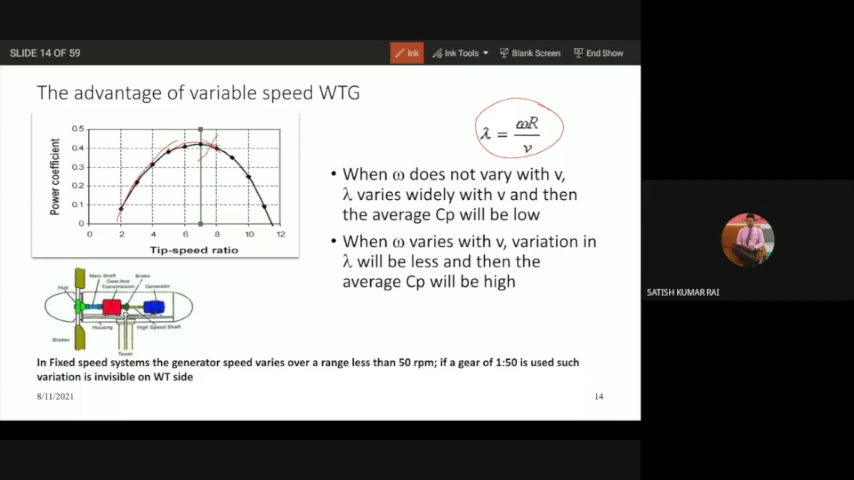 SLIDE 14 OF 59
Ink
Ink Tools
Blank Screen
End Show
The advantage of variable speed WTG
0.5
0.4
0.3
0.2
0.1
0
Power coefficient
0 2 4 6 8 10 12
Tip-speed ratio
λ = ωR / v
• When ω does not vary with v,
λ varies widely with v and then
the average Cp will be low
• When ω varies with v, variation in
λ will be less and then the
average Cp will be high
Main Shaft
Gear-box
Transmission
Brake
Generator
Hub
Housing
High Speed Shaft
Blades
Tower
In Fixed speed systems the generator speed varies over a range less than 50 rpm; if a gear of 1:50 is used such
variation is invisible on WT side
8/11/2021
14
SATISH KUMAR RAI